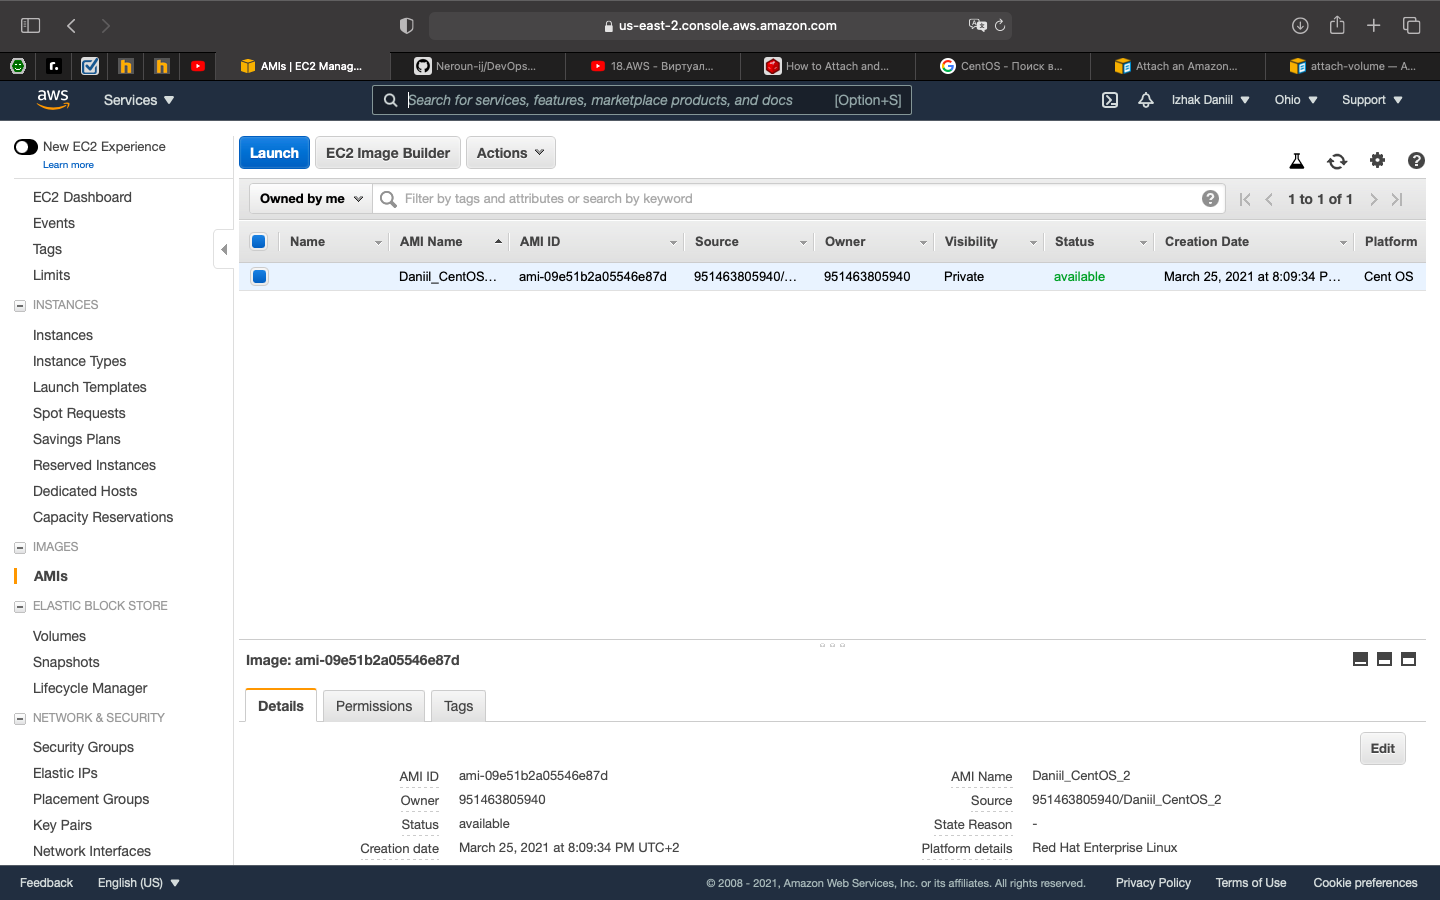 us-east-2.console.aws.amazon.com
AMIs | EC2 Manag...
Neroun-ij/DevOps...
18.AWS - Виртуал...
How to Attach and...
CentOS - Поиск в...
Attach an Amazon...
attach-volume — A...
aws
Services
Search for services, features, marketplace products, and docs
[Option+S]
Izhak Daniil
Ohio
Support
New EC2 Experience
Learn more
EC2 Dashboard
Events
Tags
Limits
INSTANCES
Instances
Instance Types
Launch Templates
Spot Requests
Savings Plans
Reserved Instances
Dedicated Hosts
Capacity Reservations
IMAGES
AMIs
ELASTIC BLOCK STORE
Volumes
Snapshots
Lifecycle Manager
NETWORK & SECURITY
Security Groups
Elastic IPs
Placement Groups
Key Pairs
Network Interfaces
Launch
EC2 Image Builder
Actions
Owned by me
Filter by tags and attributes or search by keyword
1 to 1 of 1
Name AMI Name AMI ID Source Owner Visibility Status Creation Date Platform
Daniil_CentOS... ami-09e51b2a05546e87d 951463805940/... 951463805940 Private available March 25, 2021 at 8:09:34 P... Cent OS
Image: ami-09e51b2a05546e87d
Details
Permissions
Tags
Edit
AMI ID ami-09e51b2a05546e87d
Owner 951463805940
Status available
Creation date March 25, 2021 at 8:09:34 PM UTC+2
AMI Name Daniil_CentOS_2
Source 951463805940/Daniil_CentOS_2
State Reason -
Platform details Red Hat Enterprise Linux
Feedback
English (US)
© 2008 - 2021, Amazon Web Services, Inc. or its affiliates. All rights reserved.
Privacy Policy
Terms of Use
Cookie preferences